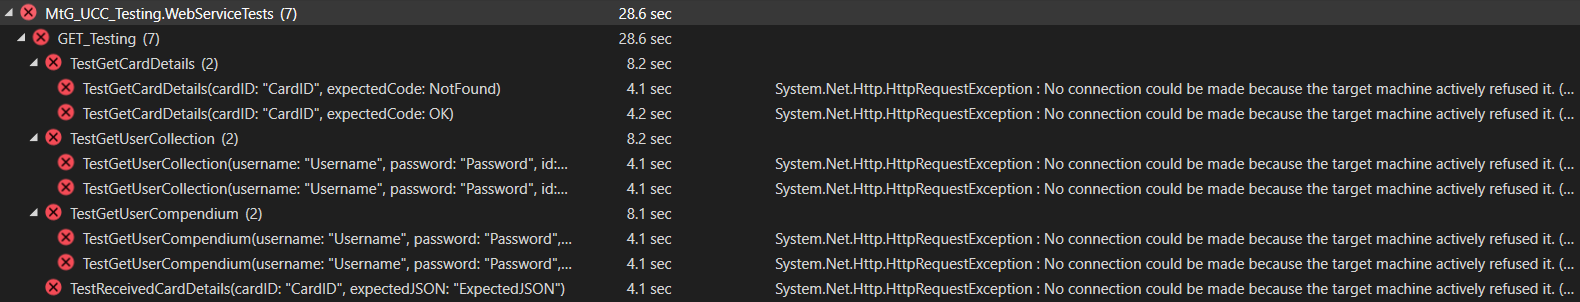 MtG_UCC_Testing.WebServiceTests (7) 28.6 sec
GET_Testing (7) 28.6 sec
TestGetCardDetails (2) 8.2 sec
TestGetCardDetails(cardID: "CardID", expectedCode: NotFound) 4.1 sec System.Net.Http.HttpRequestException : No connection could be made because the target machine actively refused it. (...
TestGetCardDetails(cardID: "CardID", expectedCode: OK) 4.2 sec System.Net.Http.HttpRequestException : No connection could be made because the target machine actively refused it. (...
TestGetUserCollection (2) 8.2 sec
TestGetUserCollection(username: "Username", password: "Password", id:... 4.1 sec System.Net.Http.HttpRequestException : No connection could be made because the target machine actively refused it. (...
TestGetUserCollection(username: "Username", password: "Password", id:... 4.1 sec System.Net.Http.HttpRequestException : No connection could be made because the target machine actively refused it. (...
TestGetUserCompendium (2) 8.1 sec
TestGetUserCompendium(username: "Username", password: "Password",... 4.1 sec System.Net.Http.HttpRequestException : No connection could be made because the target machine actively refused it. (...
TestGetUserCompendium(username: "Username", password: "Password",... 4.1 sec System.Net.Http.HttpRequestException : No connection could be made because the target machine actively refused it. (...
TestReceivedCardDetails(cardID: "CardID", expectedJSON: "ExpectedJSON") 4.1 sec System.Net.Http.HttpRequestException : No connection could be made because the target machine actively refused it. (...